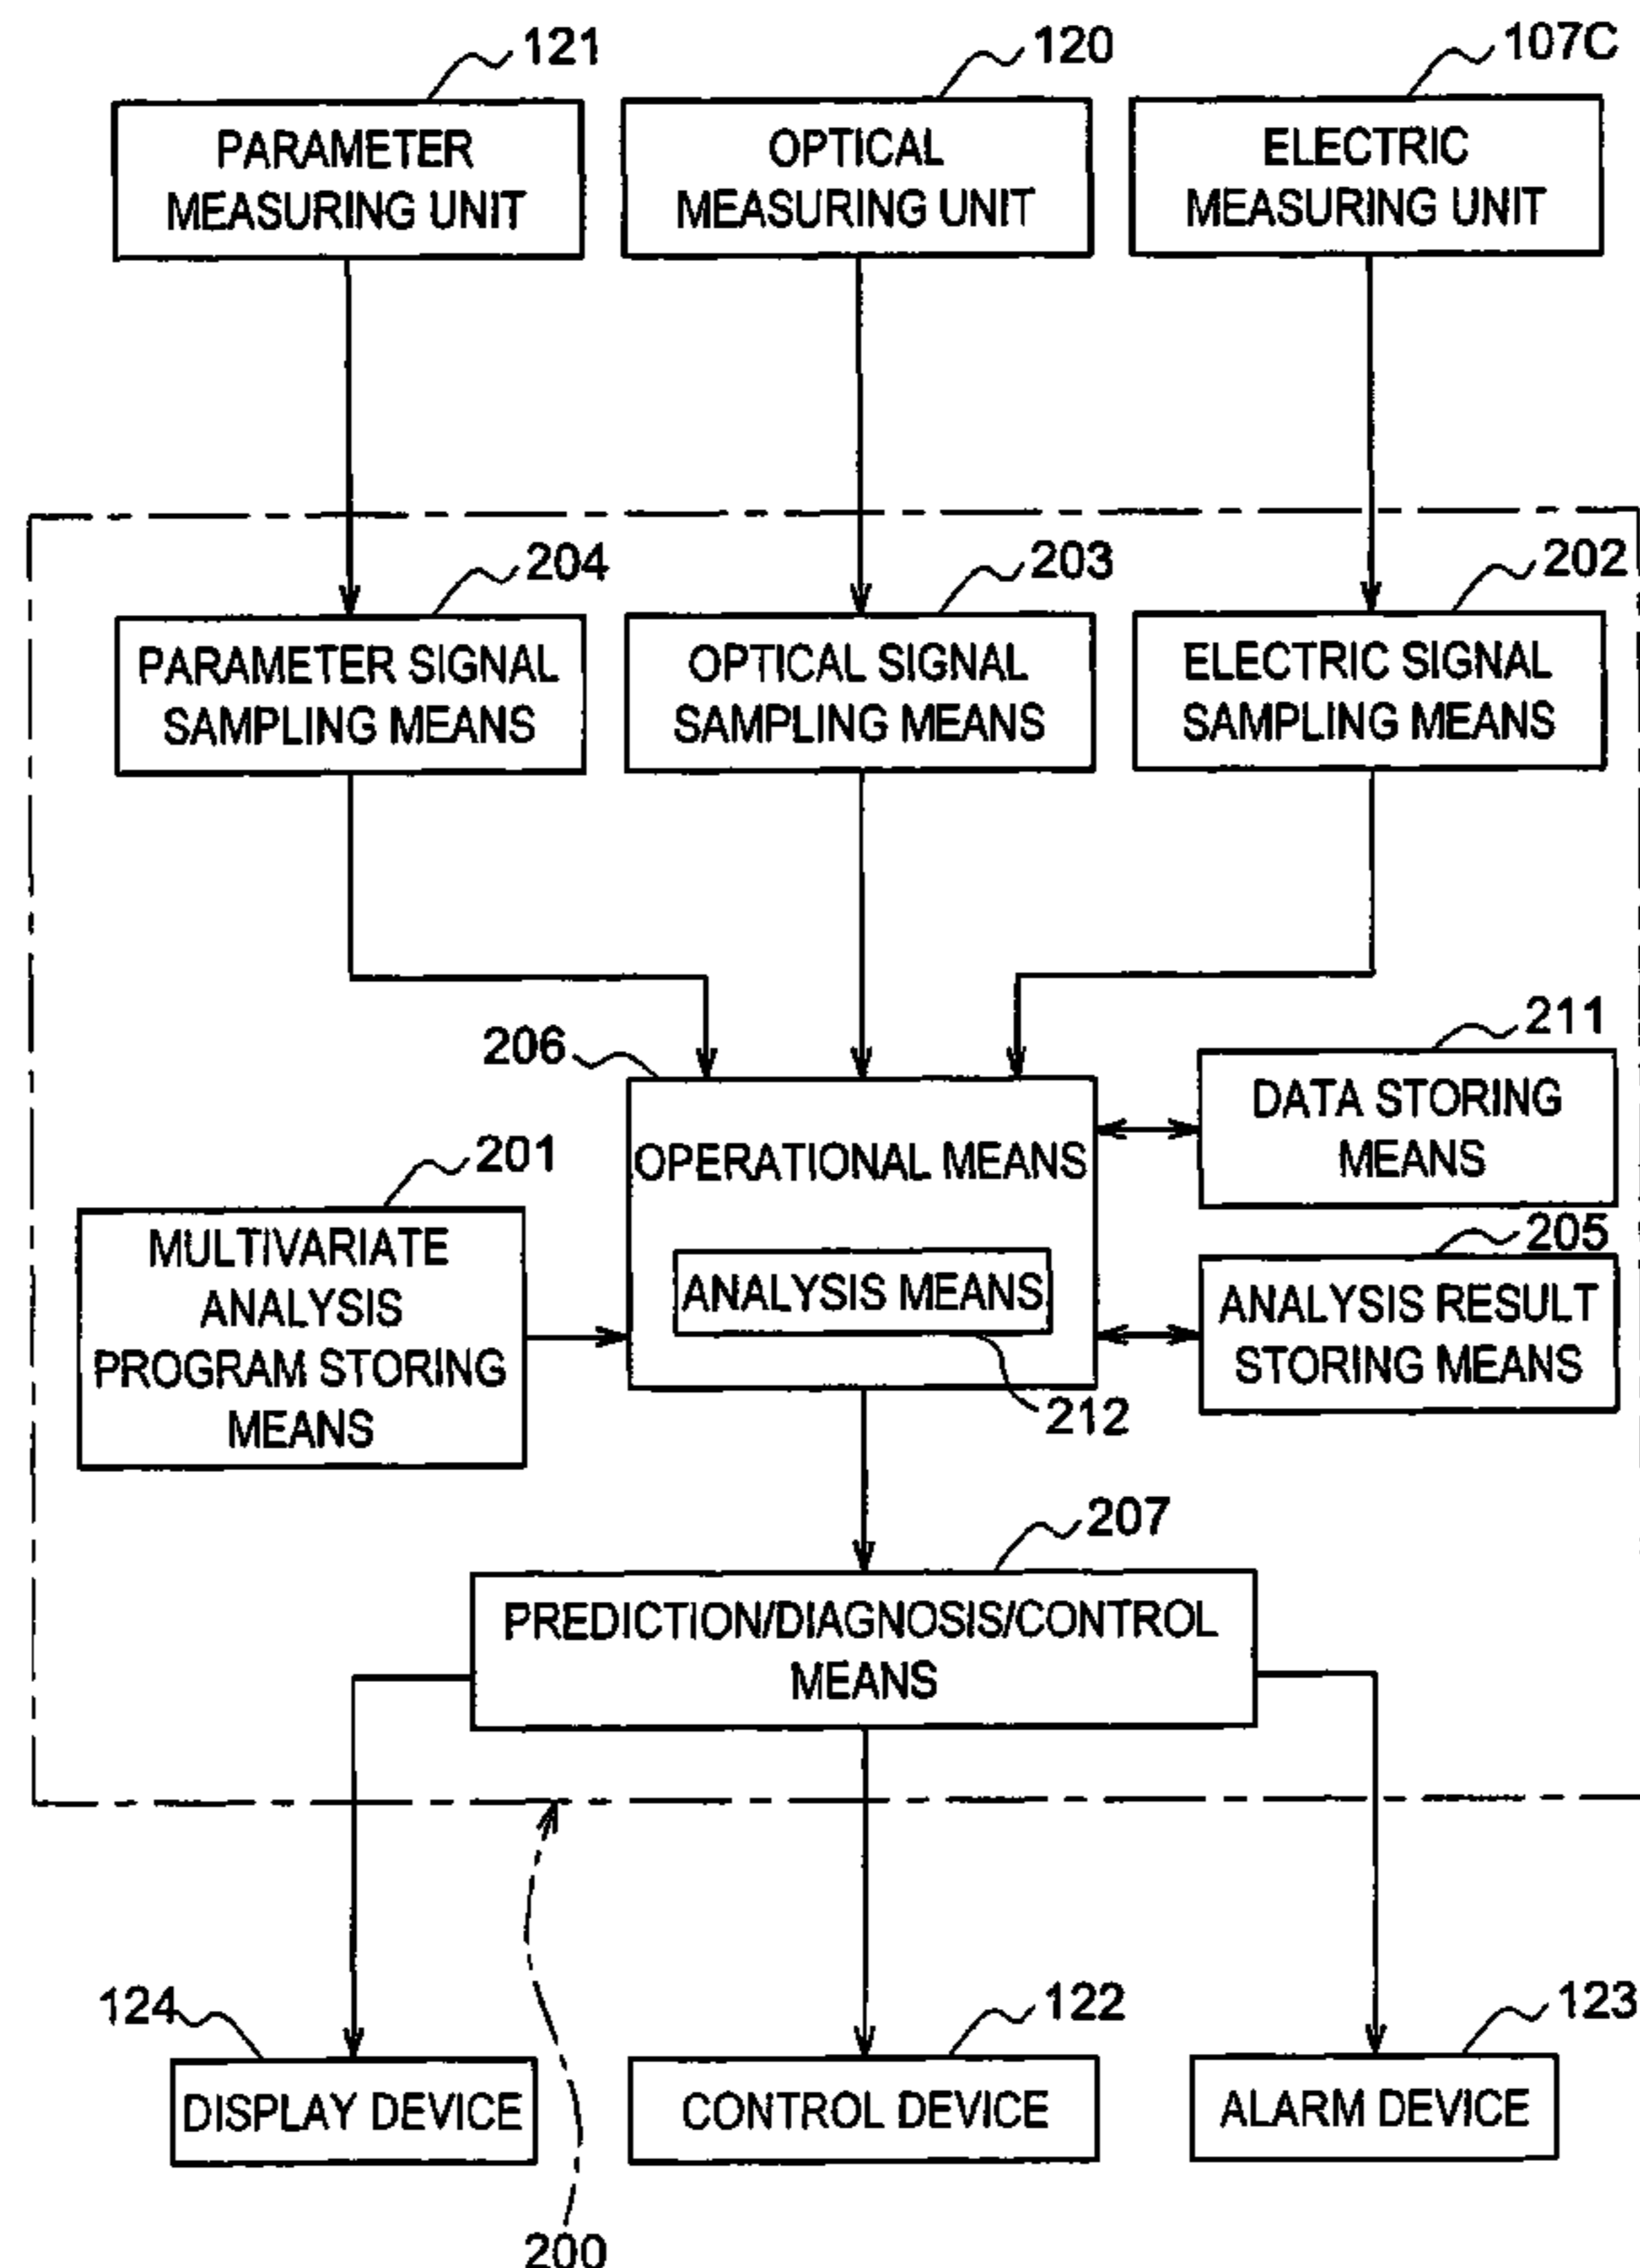 121
120
107C
PARAMETER
MEASURING UNIT
OPTICAL
MEASURING UNIT
ELECTRIC
MEASURING UNIT
204
203
202
PARAMETER SIGNAL
SAMPLING MEANS
OPTICAL SIGNAL
SAMPLING MEANS
ELECTRIC SIGNAL
SAMPLING MEANS
206
211
OPERATIONAL MEANS
DATA STORING
MEANS
201
MULTIVARIATE
ANALYSIS
PROGRAM STORING
MEANS
ANALYSIS MEANS
212
205
ANALYSIS RESULT
STORING MEANS
207
PREDICTION/DIAGNOSIS/CONTROL
MEANS
124
122
123
DISPLAY DEVICE
CONTROL DEVICE
ALARM DEVICE
200